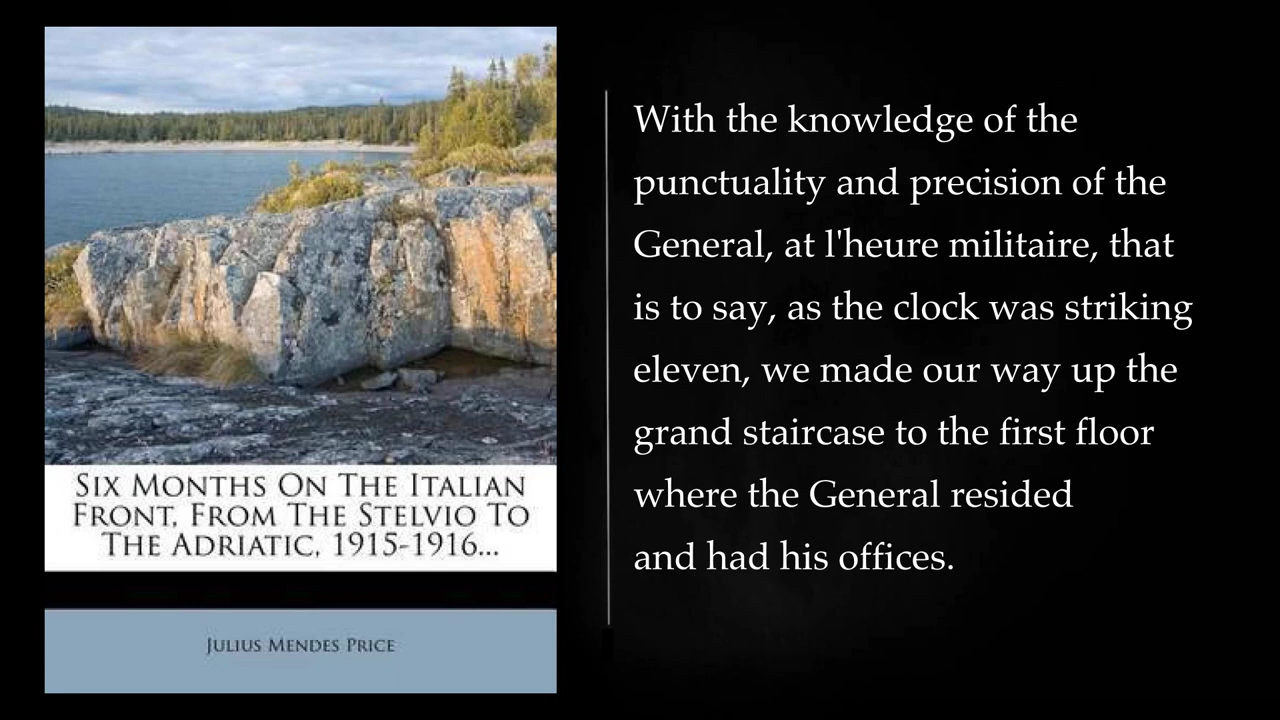 Six Months On The Italian
Front, From The Stelvio To
The Adriatic, 1915-1916...
Julius Mendes Price
With the knowledge of the
punctuality and precision of the
General, at l'heure militaire, that
is to say, as the clock was striking
eleven, we made our way up the
grand staircase to the first floor
where the General resided
and had his offices.